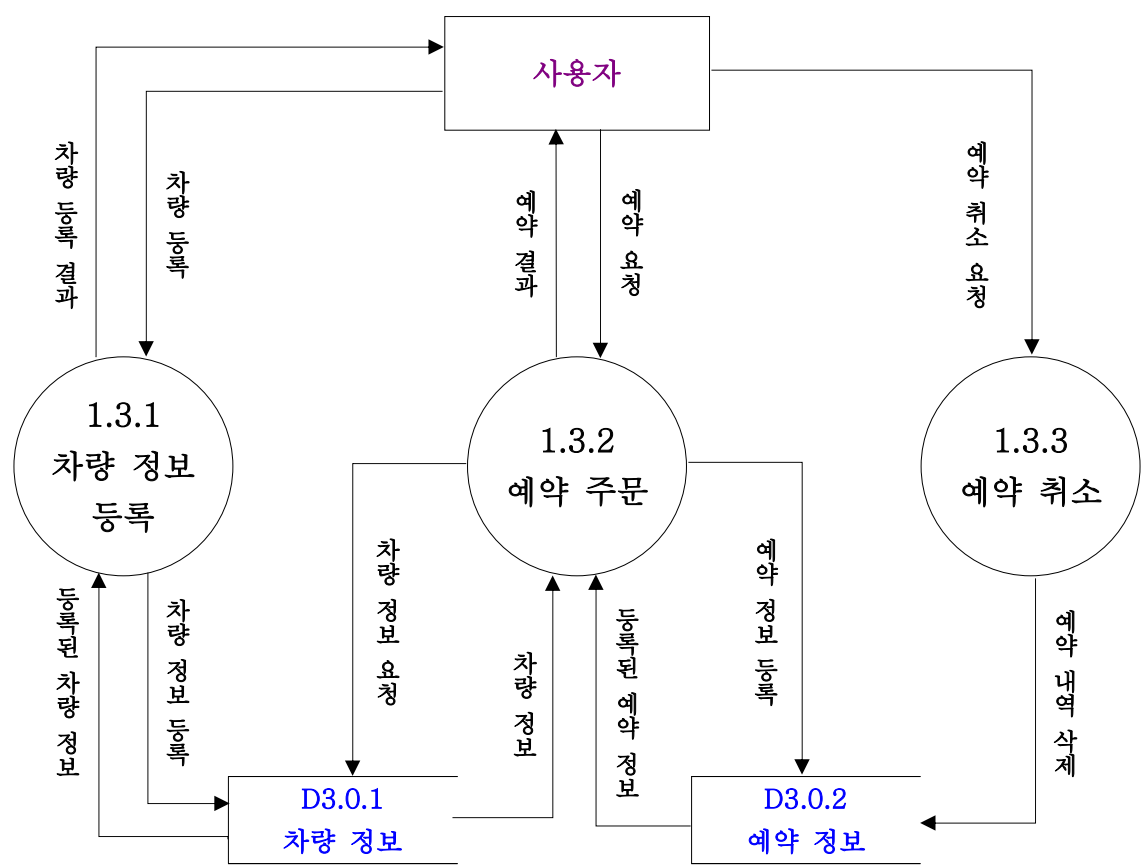 사용자
차량 등록 결과
차량 등록
예약 결과
예약 요청
예약 취소 요청
1.3.1
차량 정보
등록
1.3.2
예약 주문
1.3.3
예약 취소
등록된 차량 정보
차량 정보 등록
차량 정보 요청
차량 정보
등록된 예약 정보
예약 정보 등록
예약 내역 삭제
D3.0.1
차량 정보
D3.0.2
예약 정보